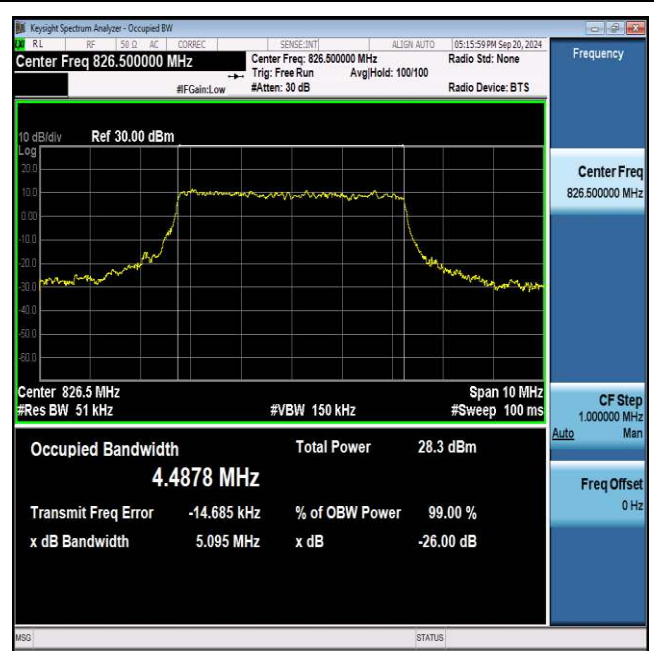 Keysight Spectrum Analyzer - Occupied BW
RL RF 50 Ω AC CORREC SENSE:INT ALIGN AUTO 05:15:59 PM Sep 20, 2024
Center Freq 826.500000 MHz
Center Freq: 826.500000 MHz Radio Std: None
Trig: Free Run Avg|Hold: 100/100
#IFGain:Low #Atten: 30 dB Radio Device: BTS
Frequency
10 dB/div Ref 30.00 dBm
Log
20.0
10.0
0.00
-10.0
-20.0
-30.0
-40.0
-50.0
-60.0
Center Freq
826.500000 MHz
Center 826.5 MHz Span 10 MHz
#Res BW 51 kHz #VBW 150 kHz #Sweep 100 ms
CF Step
1.000000 MHz
Auto Man
Occupied Bandwidth Total Power 28.3 dBm
4.4878 MHz
Transmit Freq Error -14.685 kHz % of OBW Power 99.00 %
x dB Bandwidth 5.095 MHz x dB -26.00 dB
Freq Offset
0 Hz
MSG STATUS